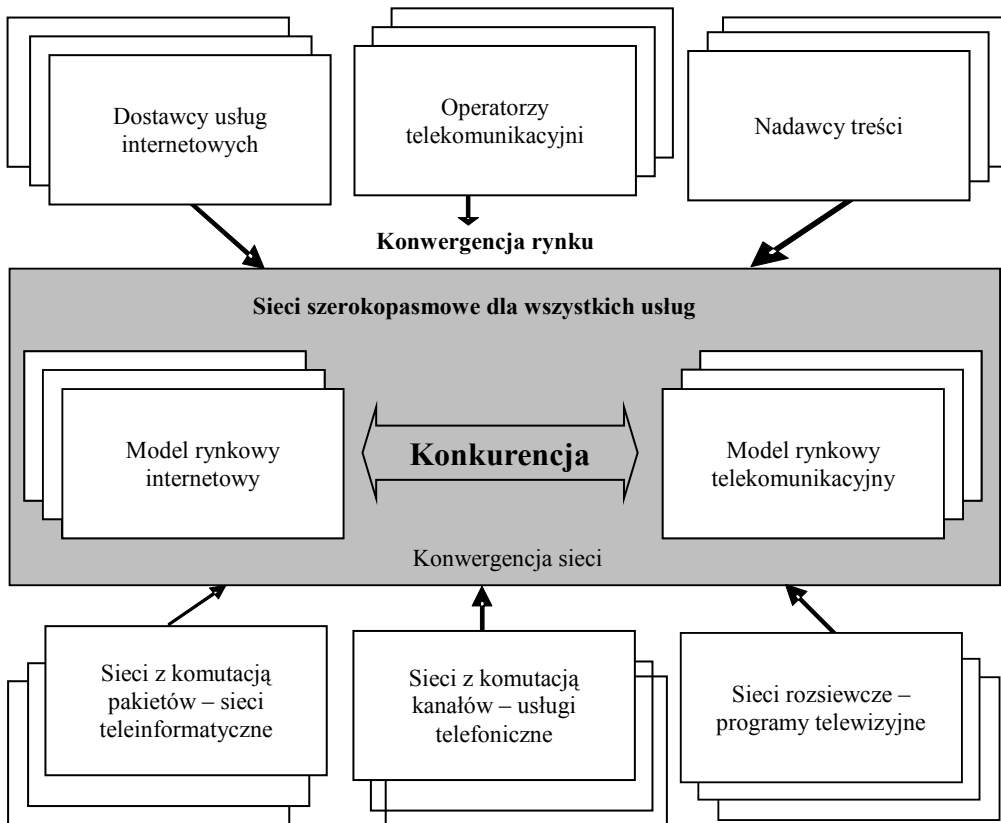 Dostawcy usług
internetowych
Operatorzy
telekomunikacyjni
Nadawcy treści
Konwergencja rynku
Sieci szerokopasmowe dla wszystkich usług
Model rynkowy
internetowy
Konkurencja
Model rynkowy
telekomunikacyjny
Konwergencja sieci
Sieci z komutacją
pakietów – sieci
teleinformatyczne
Sieci z komutacją
kanałów – usługi
telefoniczne
Sieci rozsiewcze –
programy telewizyjne